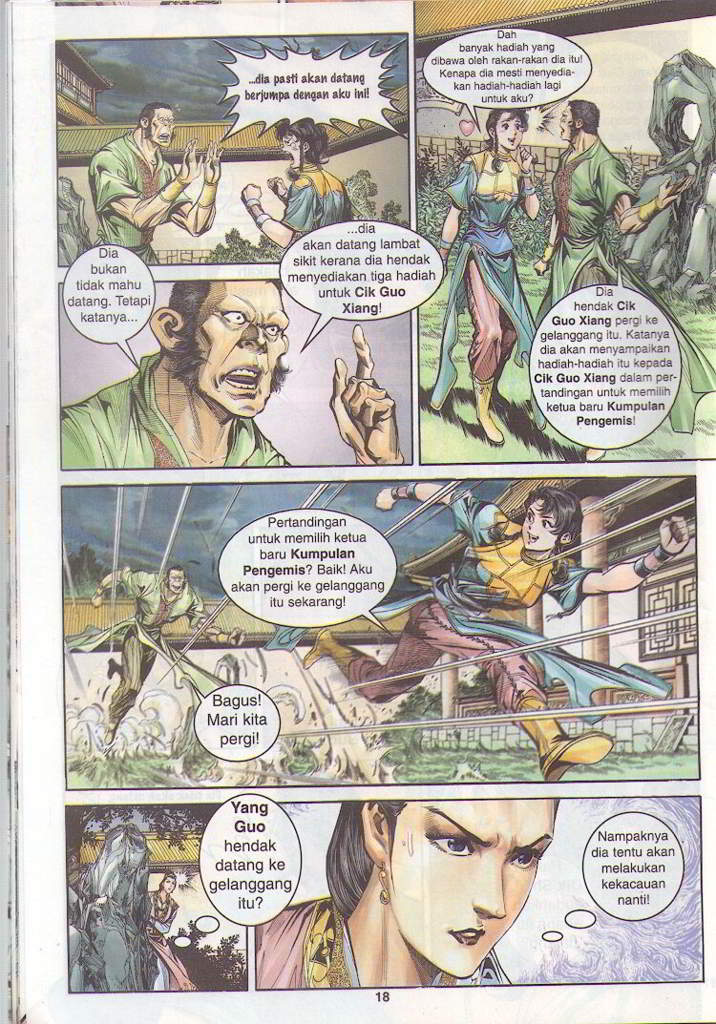 ...dia pasti akan datang
berjumpa dengan aku ini!
Dah
banyak hadiah yang
dibawa oleh rakan-rakan dia itu!
Kenapa dia mesti menyedia-
kan hadiah-hadiah lagi
untuk aku?
Dia
bukan
tidak mahu
datang. Tetapi
katanya...
...dia
akan datang lambat
sikit kerana dia hendak
menyediakan tiga hadiah
untuk Cik Guo
Xiang!
Dia
hendak Cik
Guo Xiang pergi ke
gelanggang itu. Katanya
dia akan menyampaikan
hadiah-hadiah itu kepada
Cik Guo Xiang dalam per-
tandingan untuk memilih
ketua baru Kumpulan
Pengemis!
Pertandingan
untuk memilih ketua
baru Kumpulan
Pengemis? Baik! Aku
akan pergi ke gelanggang
itu sekarang!
Bagus!
Mari kita
pergi!
Yang
Guo
hendak
datang ke
gelanggang
itu?
Nampaknya
dia tentu akan
melakukan
kekacauan
nanti!
18